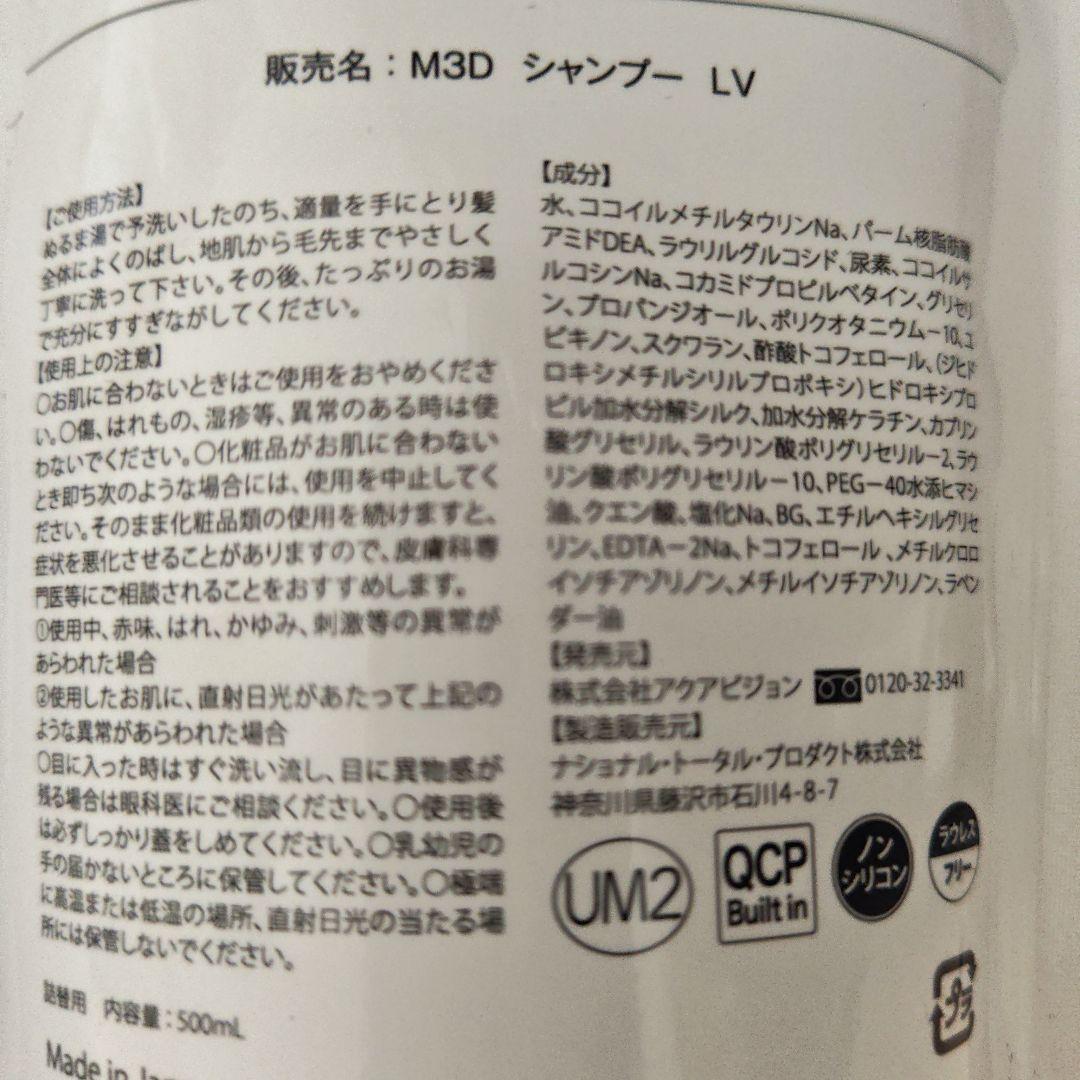 販売名：M3D シャンプー LV
【ご使用方法】
ぬるま湯で予洗いしたのち、適量を手にとり髪
全体によくのばし、地肌から毛先までやさしく
丁寧に洗って下さい。その後、たっぷりのお湯
で充分にすすぎながしてください。
【使用上の注意】
○お肌に合わないときはご使用をおやめくださ
い。○傷、はれもの、湿疹等、異常のある時は使
わないでください。○化粧品がお肌に合わない
とき即ち次のような場合には、使用を中止してく
ださい。そのまま化粧品類の使用を続けますと、
症状を悪化させることがありますので、皮膚科専
門医等にご相談されることをおすすめします。
①使用中、赤味、はれ、かゆみ、刺激等の異常が
あらわれた場合
②使用したお肌に、直射日光があたって上記の
ような異常があらわれた場合
○目に入った時はすぐ洗い流し、目に異物感が
残る場合は眼科医にご相談ください。○使用後
は必ずしっかり蓋をしめてください。○乳幼児の
手の届かないところに保管してください。○極端
に高温または低温の場所、直射日光の当たる場
所には保管しないでください。
詰替用 内容量：500mL
Made in
【成分】
水、ココイルメチルタウリンNa、パーム核脂肪酸
アミドDEA、ラウリルグルコシド、尿素、ココイルサ
ルコシンNa、コカミドプロピルベタイン、グリセリ
ン、プロパンジオール、ポリクオタニウム－10、ユ
ビキノン、スクワラン、酢酸トコフェロール、(ジヒド
ロキシメチルシリルプロポキシ)ヒドロキシプロ
ピル加水分解シルク、加水分解ケラチン、カプリン
酸グリセリル、ラウリン酸ポリグリセリル－2、ラウ
リン酸ポリグリセリル－10、PEG－40水添ヒマシ
油、クエン酸、塩化Na、BG、エチルヘキシルグリセ
リン、EDTA－2Na、トコフェロール、メチルクロロ
イソチアゾリノン、メチルイソチアゾリノン、ラベン
ダー油
【発売元】
株式会社アクアビジョン 0120-32-3341
【製造販売元】
ナショナル・トータル・プロダクト株式会社
神奈川県藤沢市石川4-8-7
UM2
QCP
Built in
ノン
シリコン
ラウレス
フリー
プラ